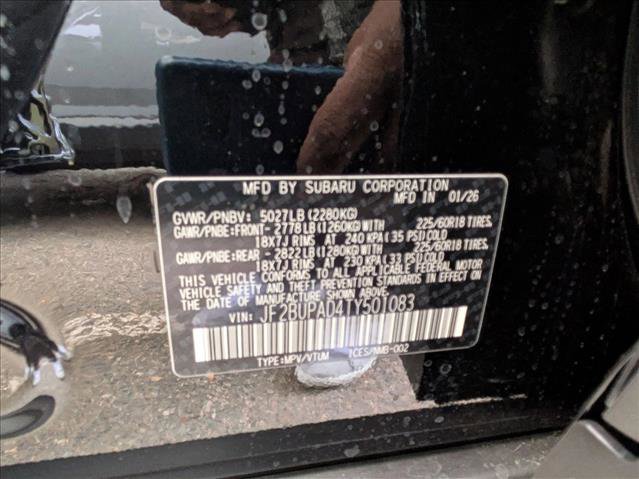 MFD BY SUBARU CORPORATION
MFD IN 01/26
GVWR/PNBV: 5027LB (2280KG)
GAWR/PNBE:FRONT-2778LB(1260KG)WITH 225/60R18 TIRES,
18X7J RIMS AT 240 KPA(35 PSI)COLD
GAWR/PNBE:REAR -2822LB(1280KG)WITH 225/60R18 TIRES,
18X7J RIMS AT 230 KPA(33 PSI)COLD
THIS VEHICLE CONFORMS TO ALL APPLICABLE FEDERAL MOTOR
VEHICLE SAFETY AND THEFT PREVENTION STANDARDS IN EFFECT ON
THE DATE OF MANUFACTURE SHOWN ABOVE.
VIN: JF2BUPAD4TY501083
TYPE:MPV/VTUM ICES/NMB-002